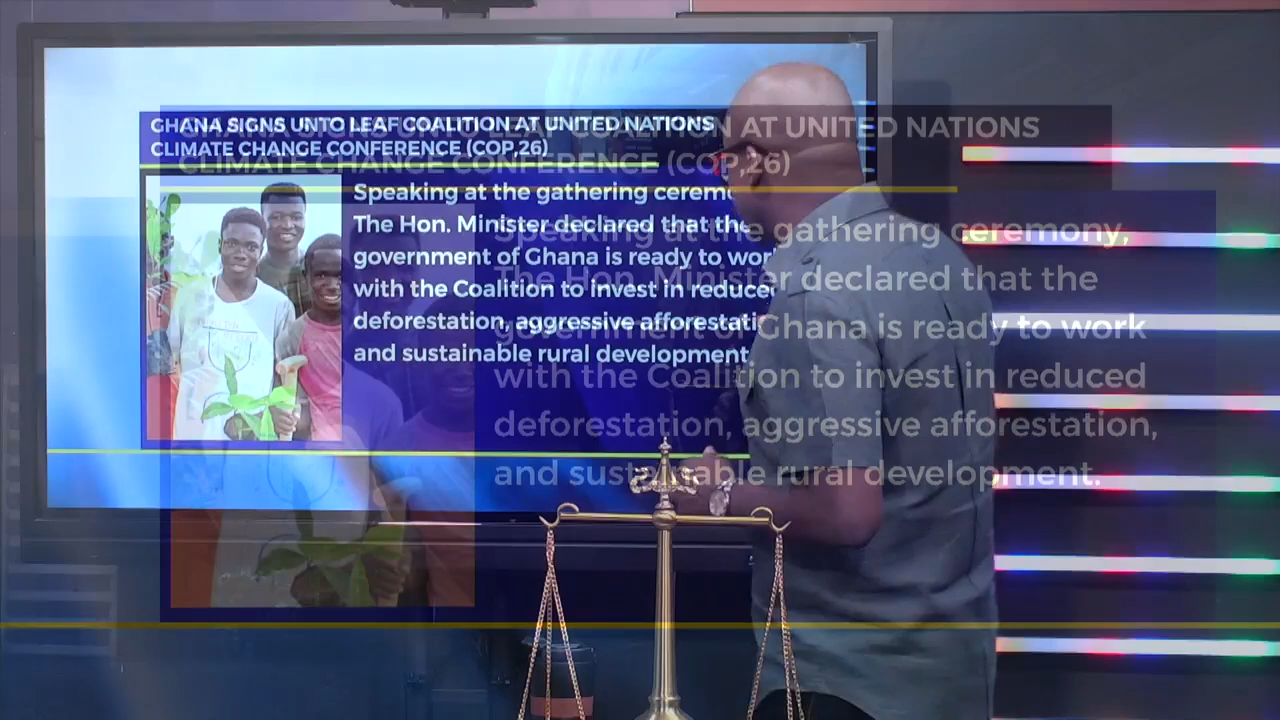 GHANA SIGNS UNTO LEAF COALITION AT UNITED NATIONS
CLIMATE CHANGE CONFERENCE (COP,26)
Speaking at the gathering ceremony,
The Hon. Minister declared that the
government of Ghana is ready to work
with the Coalition to invest in reduced
deforestation, aggressive afforestation,
and sustainable rural development.